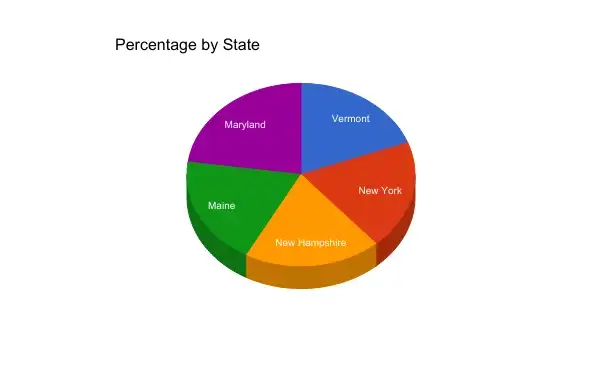 Percentage by State
Maryland
Vermont
New York
Maine
New Hampshire